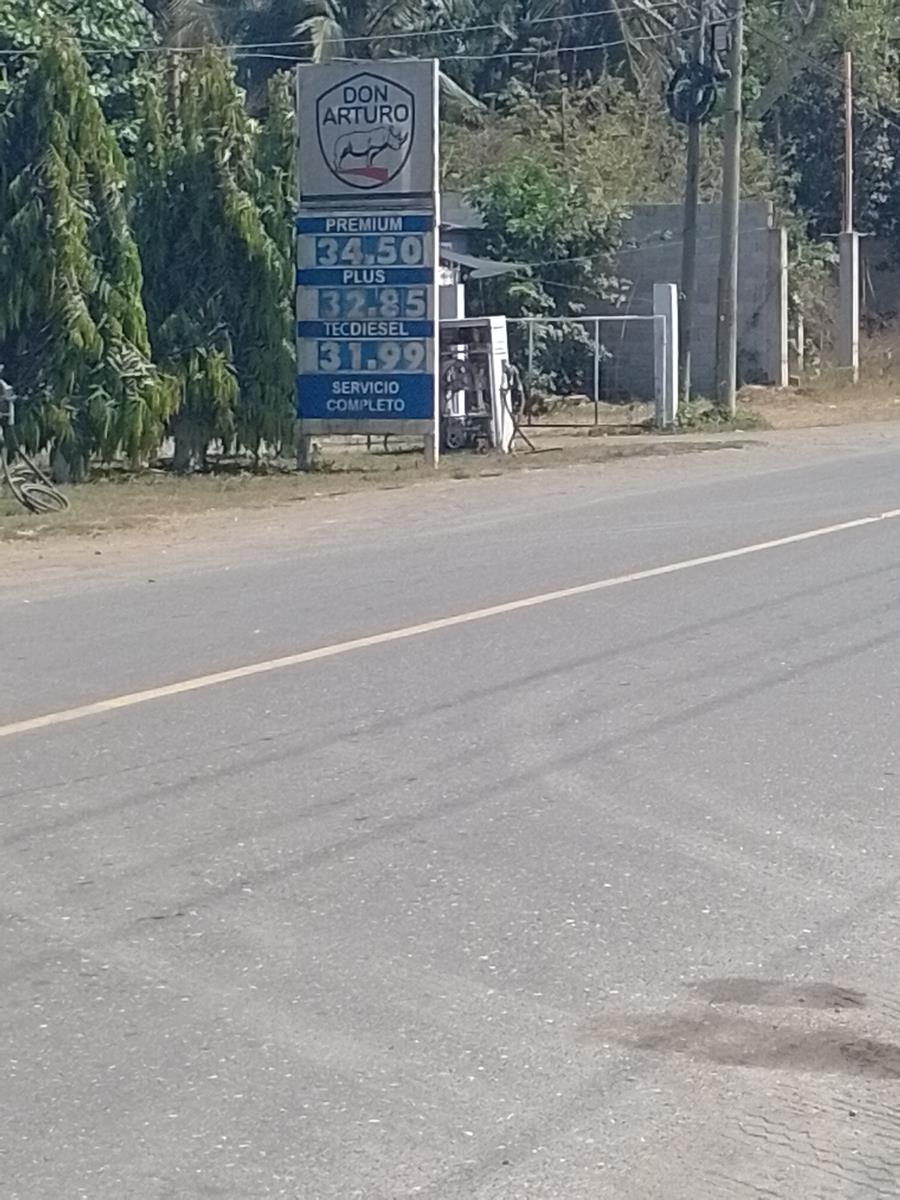 DON
ARTURO
PREMIUM
34.50
PLUS
32.85
TECDIESEL
31.99
SERVICIO
COMPLETO